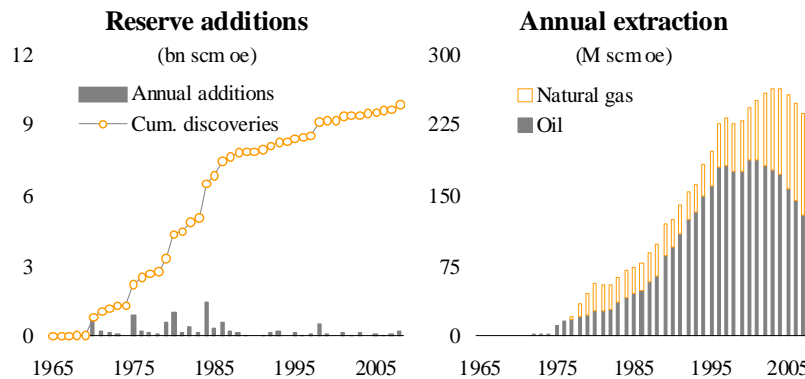 Reserve additions
(bn scm oe)
12
9
6
3
0
Annual additions
Cum. discoveries
1965 1975 1985 1995 2005
Annual extraction
(M scm oe)
300
225
150
75
0
Natural gas
Oil
1965 1975 1985 1995 2005